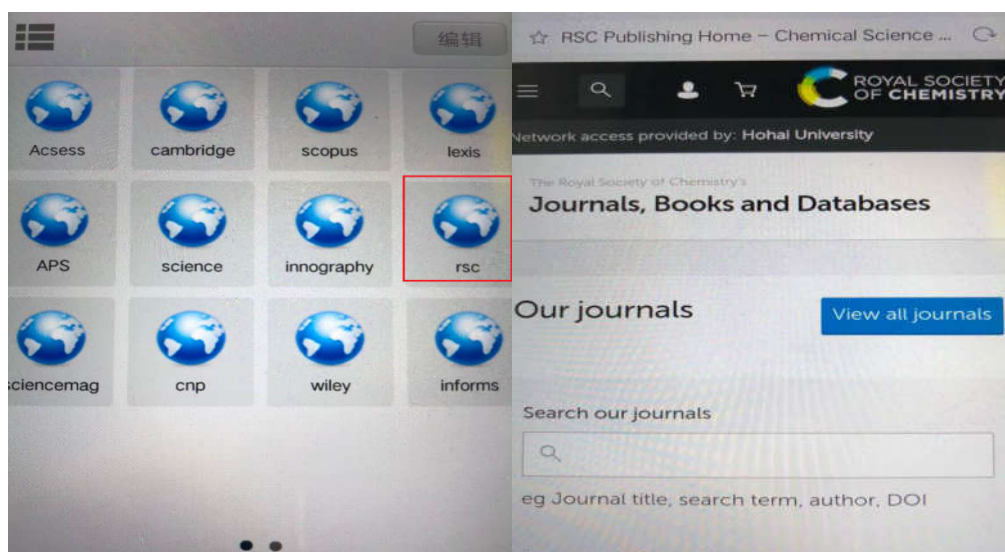 编辑
Acsess
cambridge
scopus
lexis
APS
science
innography
rsc
sciencemag
cnp
wiley
informs
RSC Publishing Home – Chemical Science ...
ROYAL SOCIETY
OF CHEMISTRY
Network access provided by: Hohai University
The Royal Society of Chemistry's
Journals, Books and Databases
Our journals
View all journals
Search our journals
eg Journal title, search term, author, DOI